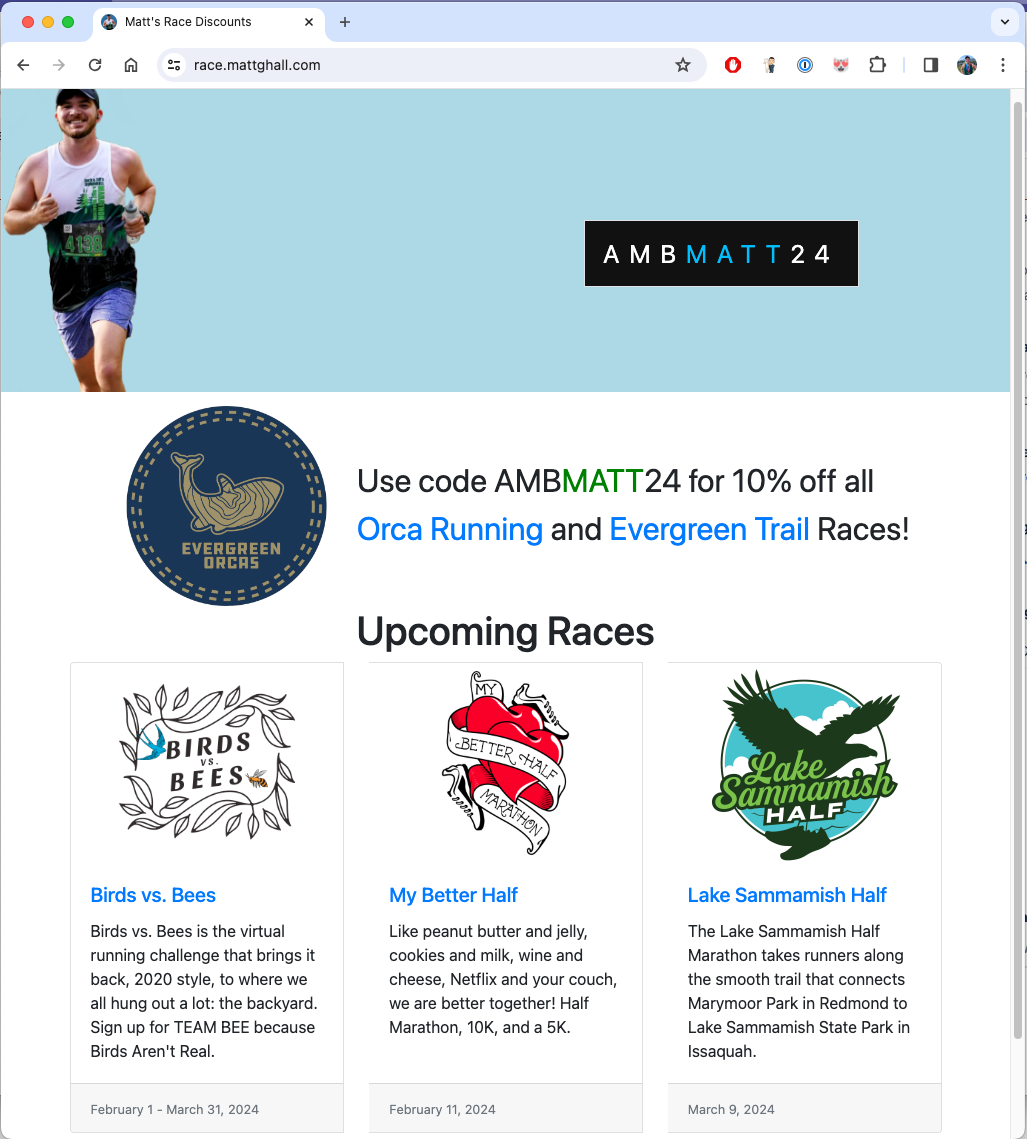 Matt's Race Discounts
race.mattghall.com
4138
AMBMATT24
EVERGREEN
ORCAS
Use code AMBMATT24 for 10% off all
Orca Running and Evergreen Trail Races!
Upcoming Races
BIRDS
VS.
BEES
MY
BETTER HALF
MARATHON
Lake
Sammamish
HALF
Birds vs. Bees
Birds vs. Bees is the virtual
running challenge that brings it
back, 2020 style, to where we
all hung out a lot: the backyard.
Sign up for TEAM BEE because
Birds Aren't Real.
February 1 - March 31, 2024
My Better Half
Like peanut butter and jelly,
cookies and milk, wine and
cheese, Netflix and your couch,
we are better together! Half
Marathon, 10K, and a 5K.
February 11, 2024
Lake Sammamish Half
The Lake Sammamish Half
Marathon takes runners along
the smooth trail that connects
Marymoor Park in Redmond to
Lake Sammamish State Park in
Issaquah.
March 9, 2024